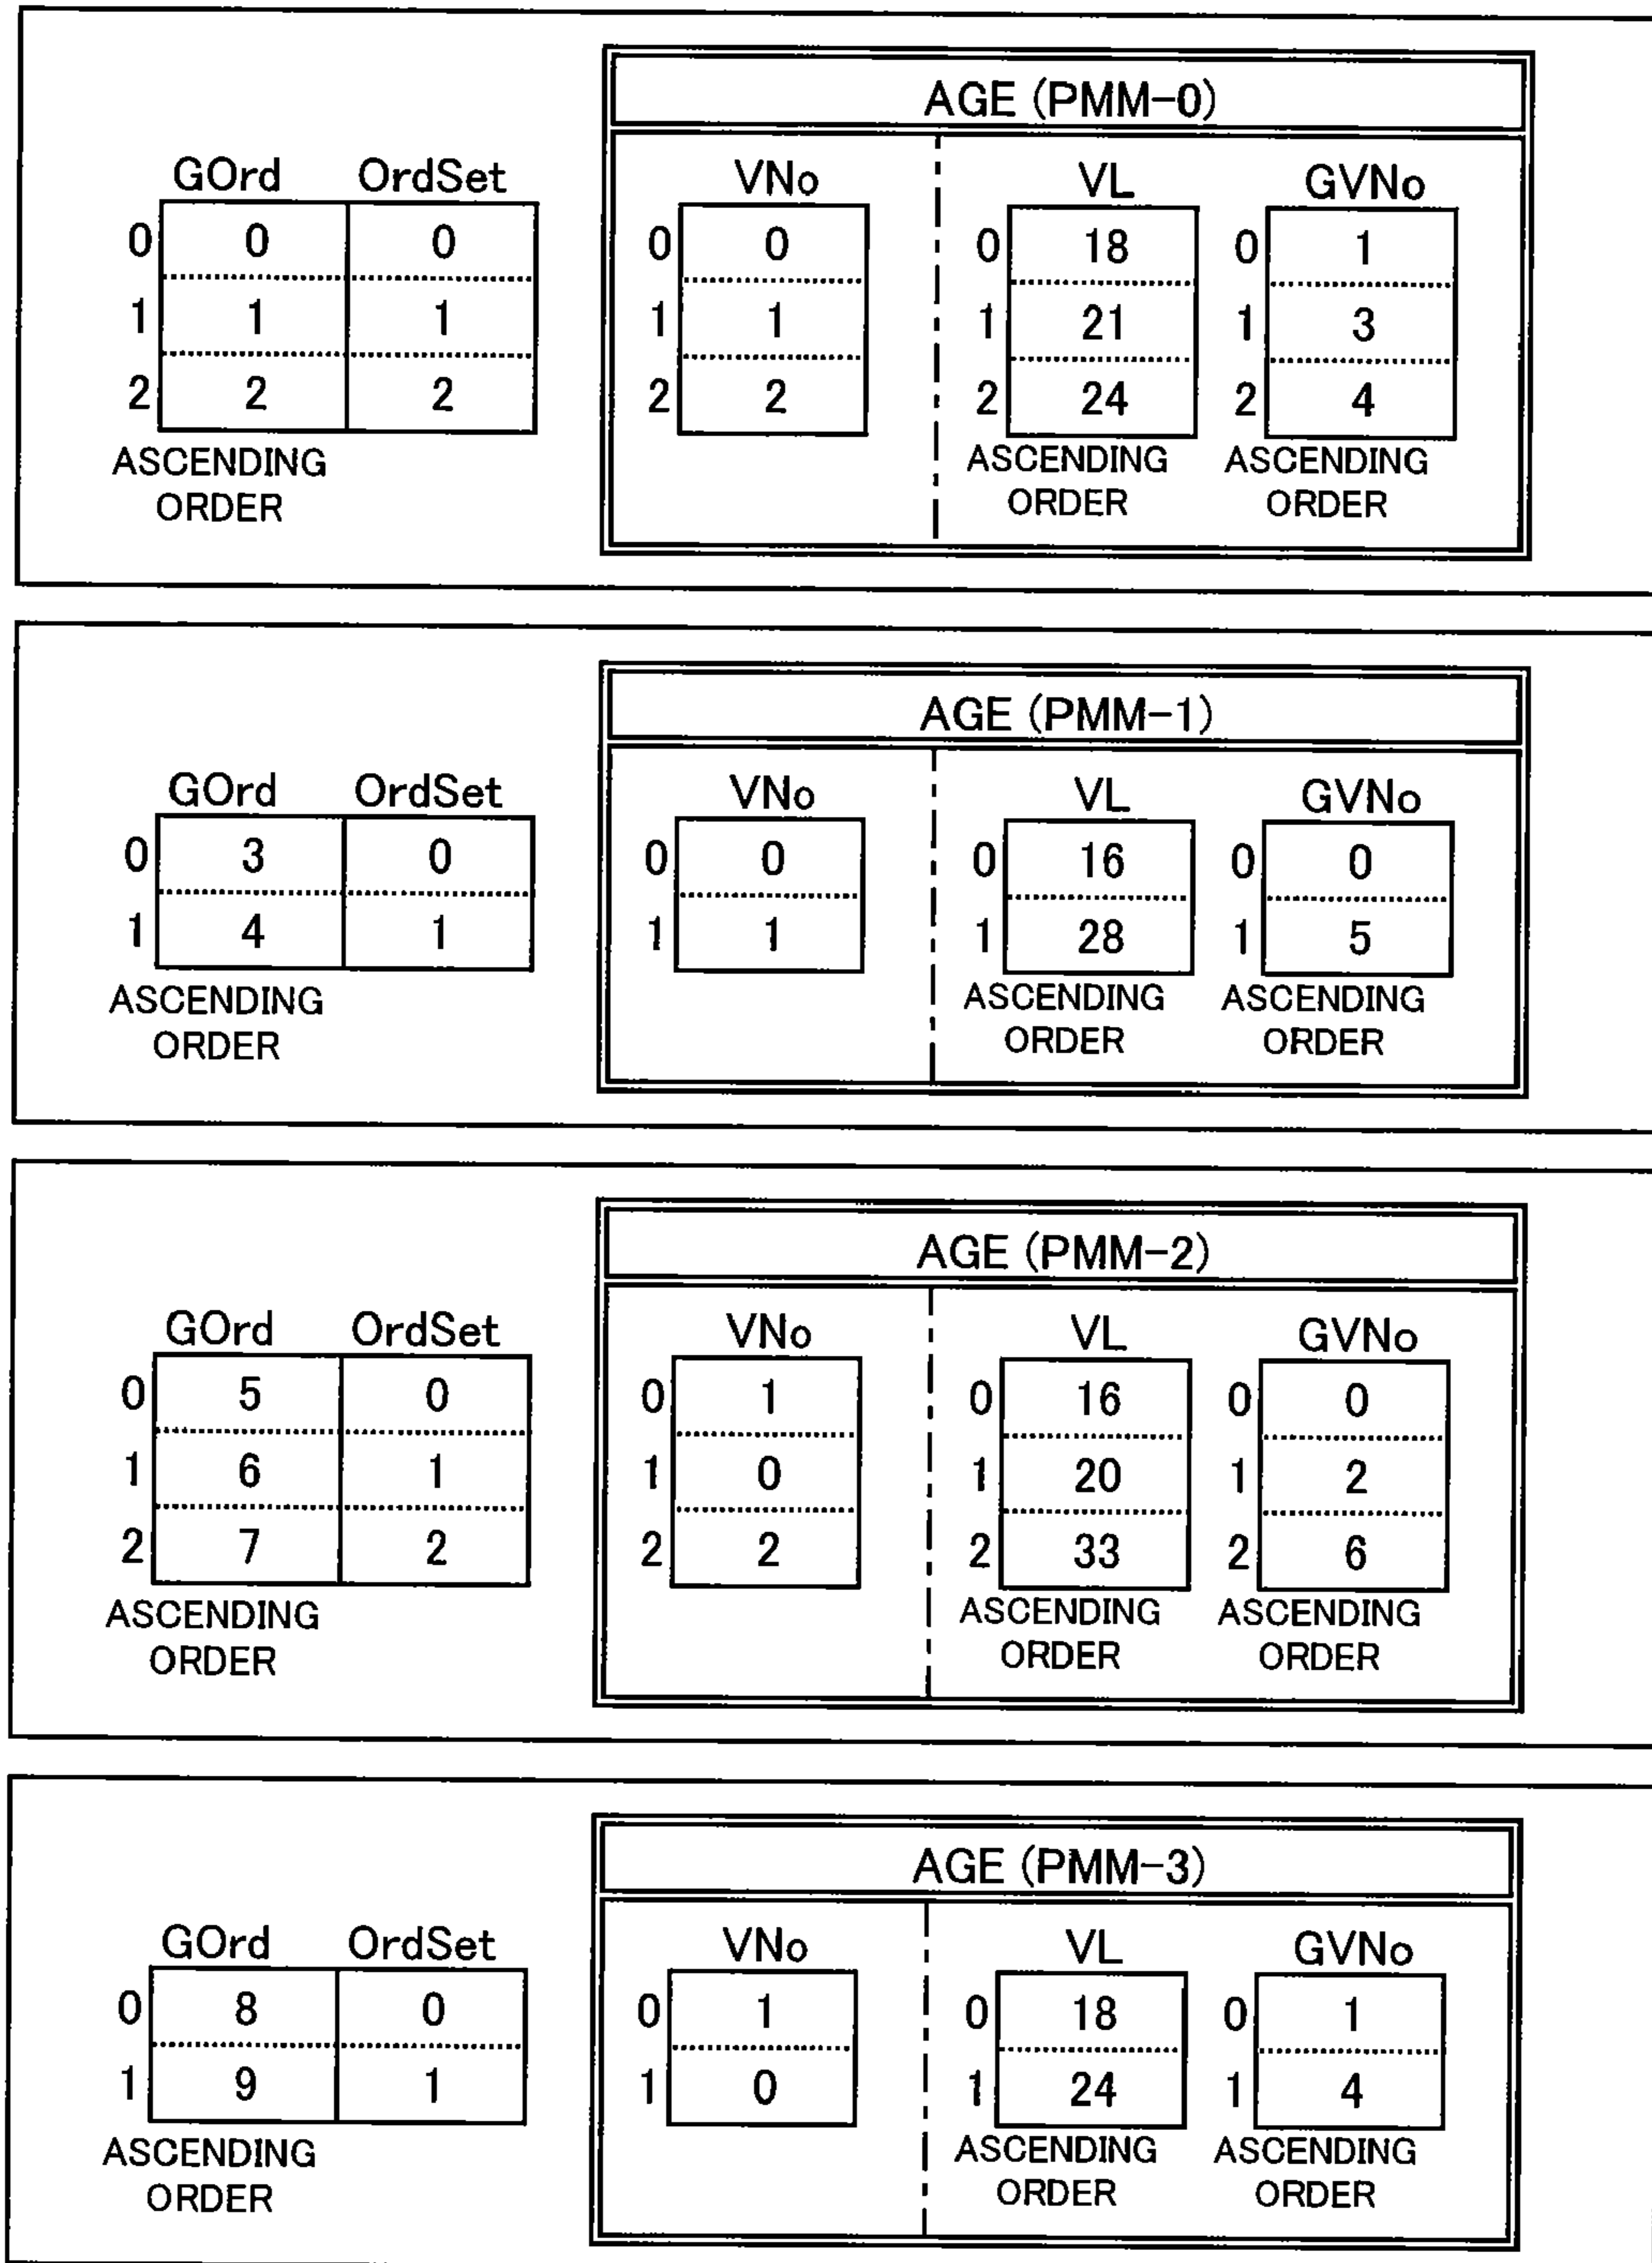 AGE (PMM-0)
GOrd OrdSet VNo VL GVNo
0 0 0 0 0 0 18 0 1
1 1 1 1 1 1 21 1 3
2 2 2 2 2 2 24 2 4
ASCENDING ASCENDING ASCENDING
ORDER ORDER ORDER
AGE (PMM-1)
GOrd OrdSet VNo VL GVNo
0 3 0 0 0 0 16 0 0
1 4 1 1 1 1 28 1 5
ASCENDING ASCENDING ASCENDING
ORDER ORDER ORDER
AGE (PMM-2)
GOrd OrdSet VNo VL GVNo
0 5 0 0 1 0 16 0 0
1 6 1 1 0 1 20 1 2
2 7 2 2 2 2 33 2 6
ASCENDING ASCENDING ASCENDING
ORDER ORDER ORDER
AGE (PMM-3)
GOrd OrdSet VNo VL GVNo
0 8 0 0 1 0 18 0 1
1 9 1 1 0 1 24 1 4
ASCENDING ASCENDING ASCENDING
ORDER ORDER ORDER